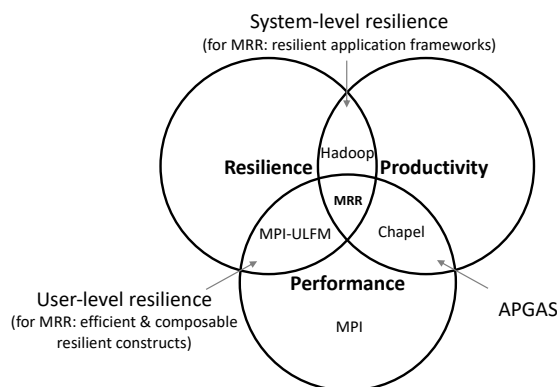 System-level resilience
(for MRR: resilient application frameworks)
Hadoop
Resilience
Productivity
MRR
MPI-ULFM
Chapel
Performance
User-level resilience
(for MRR: efficient & composable
resilient constructs)
APGAS
MPI